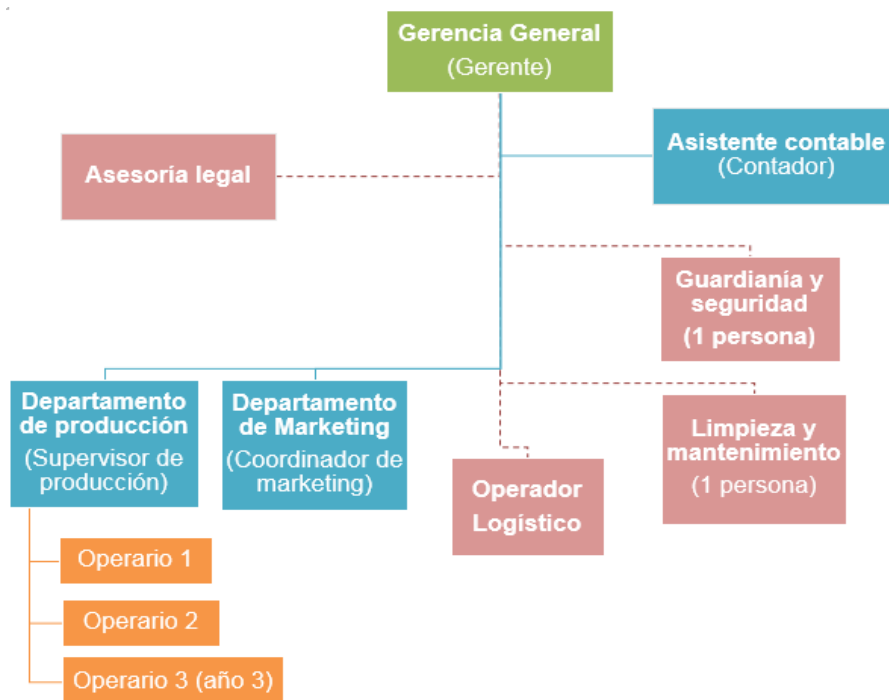 Gerencia General
(Gerente)
Asistente contable
(Contador)
Asesoría legal
Guardianía y
seguridad
(1 persona)
Departamento
de producción
(Supervisor de
producción)
Departamento
de Marketing
(Coordinador de
marketing)
Operador
Logístico
Limpieza y
mantenimiento
(1 persona)
Operario 1
Operario 2
Operario 3 (año 3)